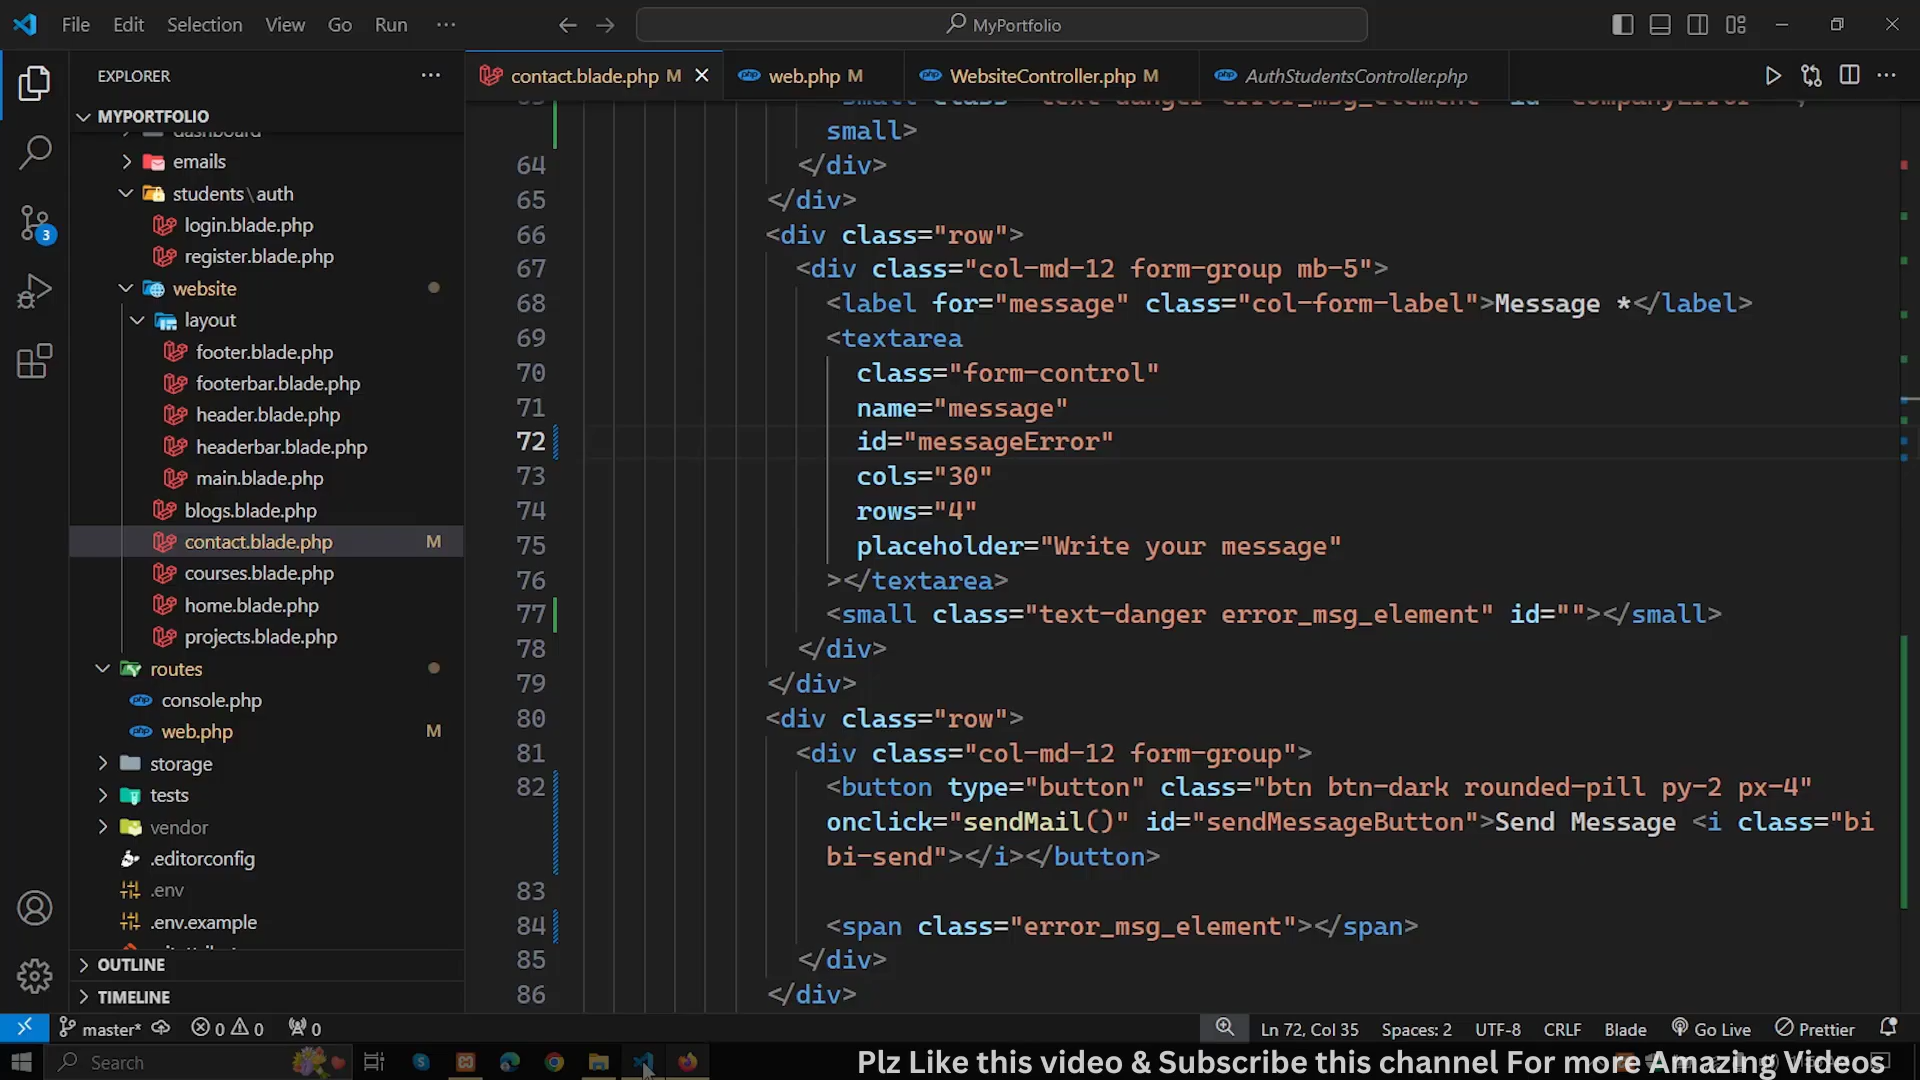 File Edit Selection View Go Run ···
MyPortfolio
EXPLORER
MYPORTFOLIO
dashboard
emails
students\auth
login.blade.php
register.blade.php
website
layout
footer.blade.php
footerbar.blade.php
header.blade.php
headerbar.blade.php
main.blade.php
blogs.blade.php
contact.blade.php M
courses.blade.php
home.blade.php
projects.blade.php
routes
console.php
web.php M
storage
tests
vendor
.editorconfig
.env
.env.example
OUTLINE
TIMELINE
3
contact.blade.php M
web.php M
WebsiteController.php M
AuthStudentsController.php
small>
64 </div>
65 </div>
66 <div class="row">
67 <div class="col-md-12 form-group mb-5">
68 <label for="message" class="col-form-label">Message *</label>
69 <textarea
70 class="form-control"
71 name="message"
72 id="messageError"
73 cols="30"
74 rows="4"
75 placeholder="Write your message"
76 ></textarea>
77 <small class="text-danger error_msg_element" id=""></small>
78 </div>
79 </div>
80 <div class="row">
81 <div class="col-md-12 form-group">
82 <button type="button" class="btn btn-dark rounded-pill py-2 px-4"
onclick="sendMail()" id="sendMessageButton">Send Message <i class="bi
bi-send"></i></button>
83
84 <span class="error_msg_element"></span>
85 </div>
86 </div>
master* 0 0 0
Ln 72, Col 35 Spaces: 2 UTF-8 CRLF Blade Go Live Prettier
Search
Plz Like this video & Subscribe this channel For more Amazing Videos